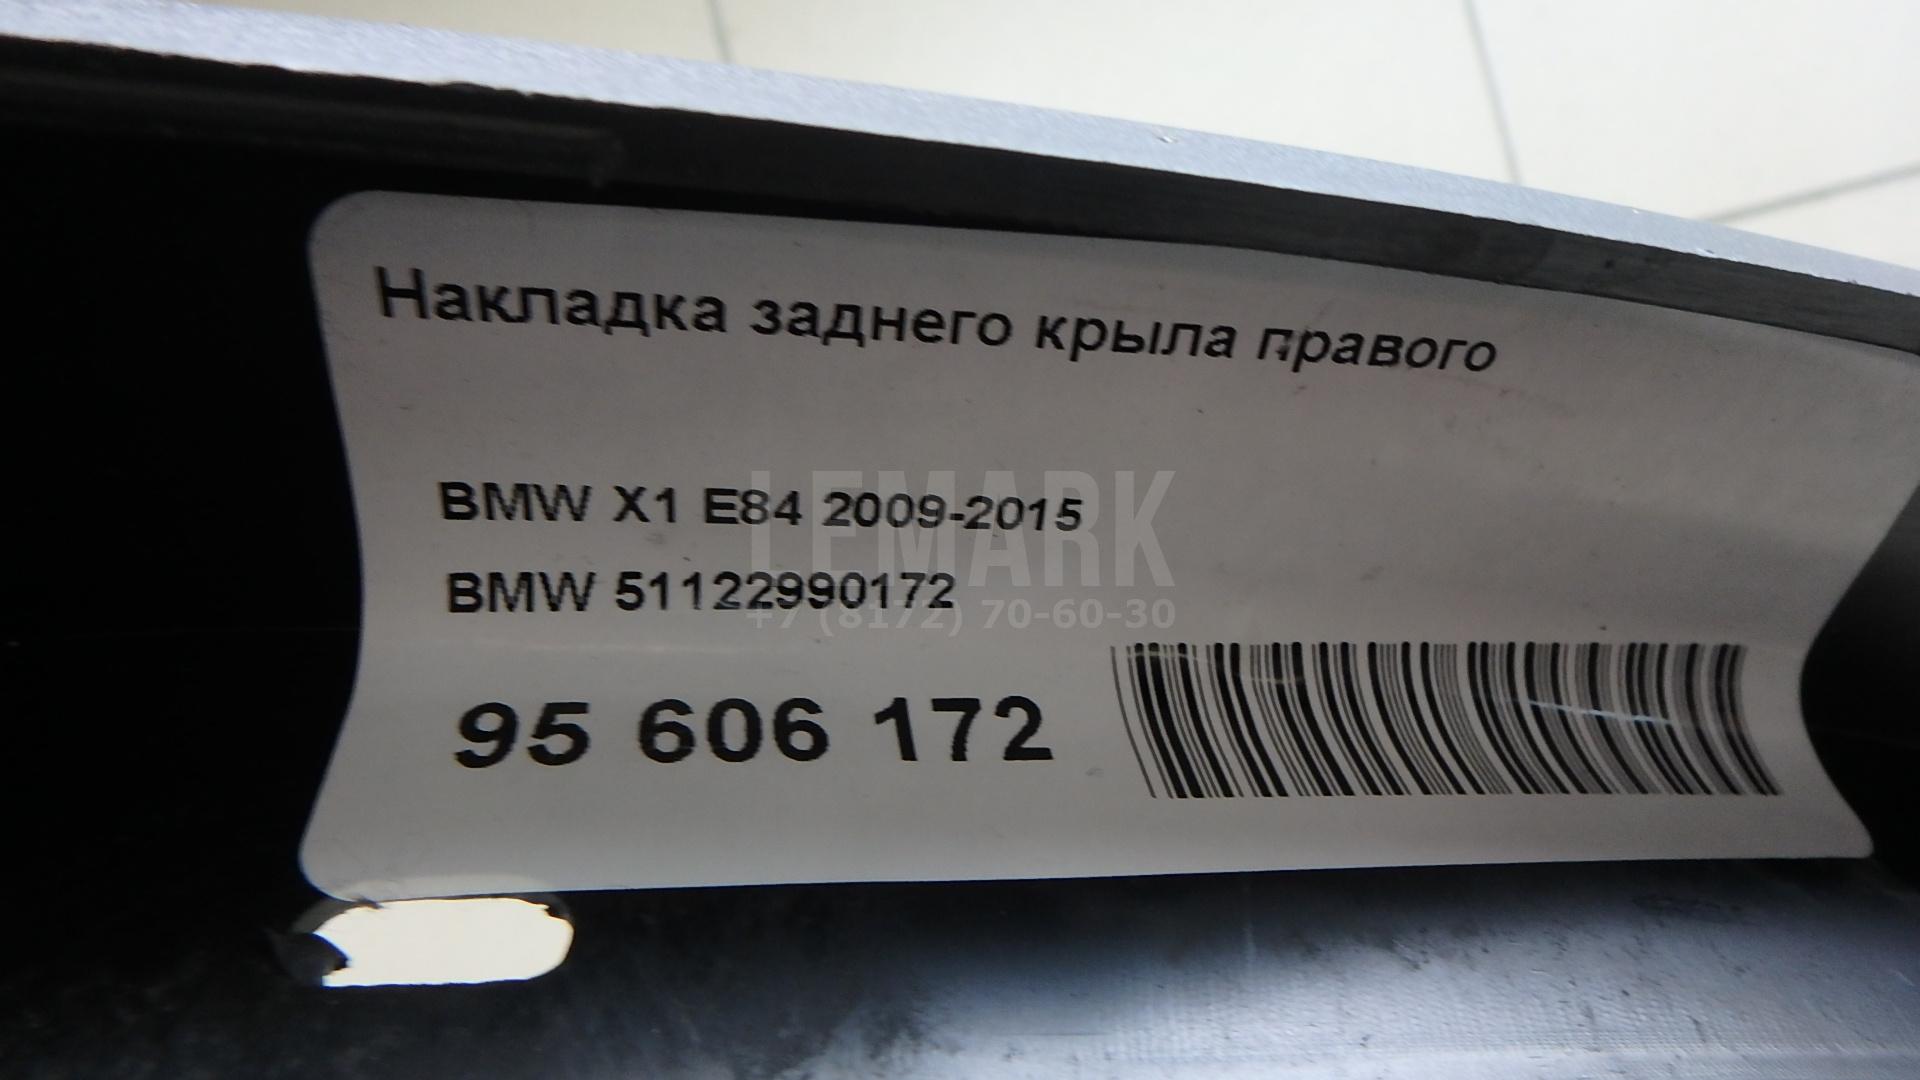 Накладка заднего крыла правого
BMW X1 E84 2009-2015
BMW 51122990172
95 606 172
LEMARK
+7 (8172) 70-60-30